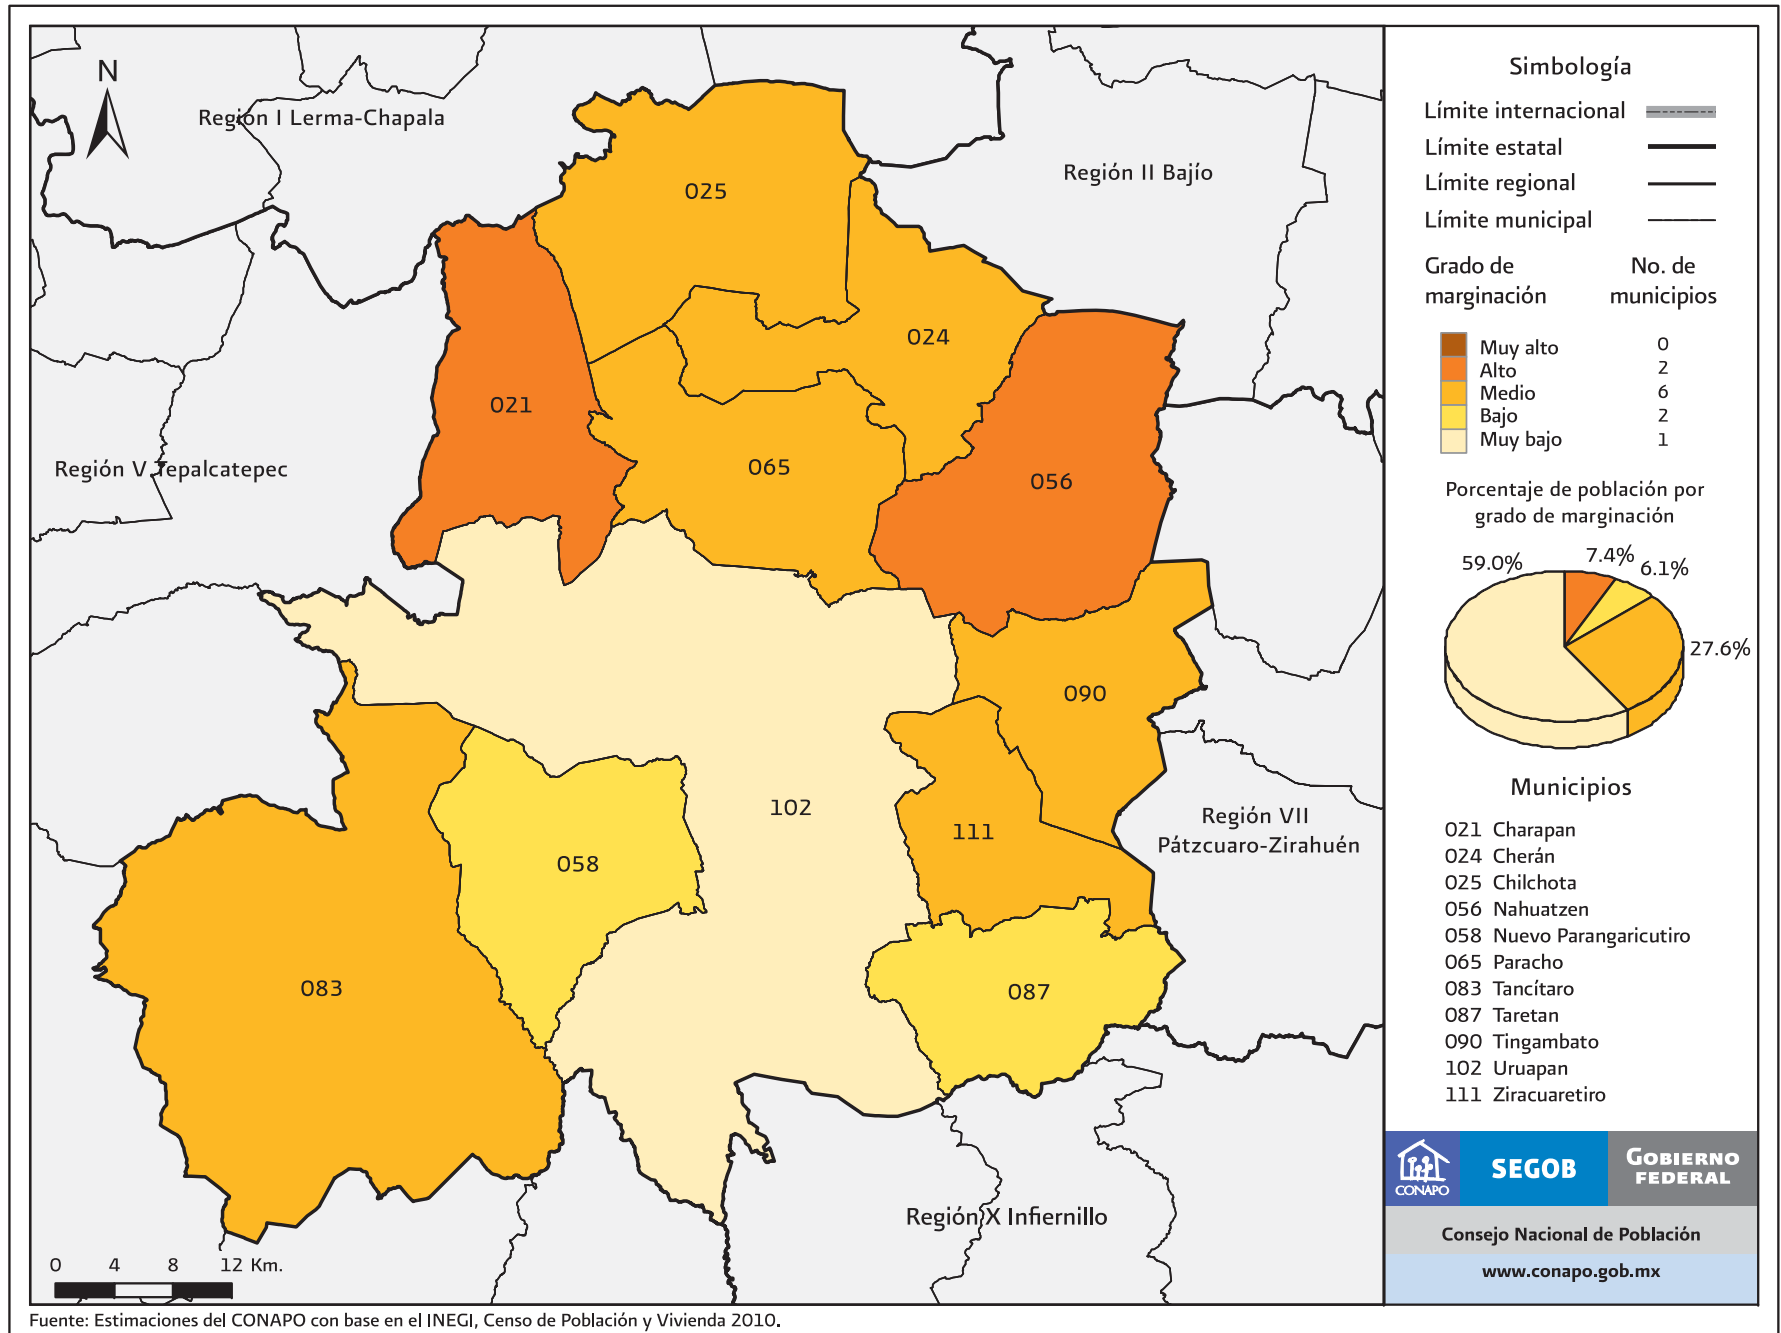 N
Región I Lerma-Chapala
Región II Bajío
025
024
021
065
056
Región V Tepalcatepec
090
102
111
058
Región VII
Pátzcuaro-Zirahuén
083
087
Región X Infiernillo
0 4 8 12 Km.
Simbología
Límite internacional
Límite estatal
Límite regional
Límite municipal
Grado de marginación
No. de municipios
Muy alto 0
Alto 2
Medio 6
Bajo 2
Muy bajo 1
Porcentaje de población por
grado de marginación
59.0%
7.4%
6.1%
27.6%
Municipios
021 Charapan
024 Cherán
025 Chilchota
056 Nahuatzen
058 Nuevo Parangaricutiro
065 Paracho
083 Tancítaro
087 Taretan
090 Tingambato
102 Uruapan
111 Ziracuaretiro
CONAPO
SEGOB
GOBIERNO
FEDERAL
Consejo Nacional de Población
www.conapo.gob.mx
Fuente: Estimaciones del CONAPO con base en el INEGI, Censo de Población y Vivienda 2010.